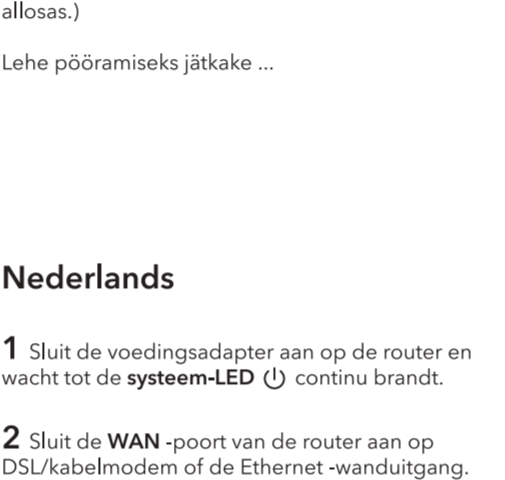 allosas.)
Lehe pööramiseks jätkake ...
Nederlands
1 Sluit de voedingsadapter aan op de router en
wacht tot de systeem-LED ⏻ continu brandt.
2 Sluit de WAN -poort van de router aan op
DSL/kabelmodem of de Ethernet -wanduitgang.